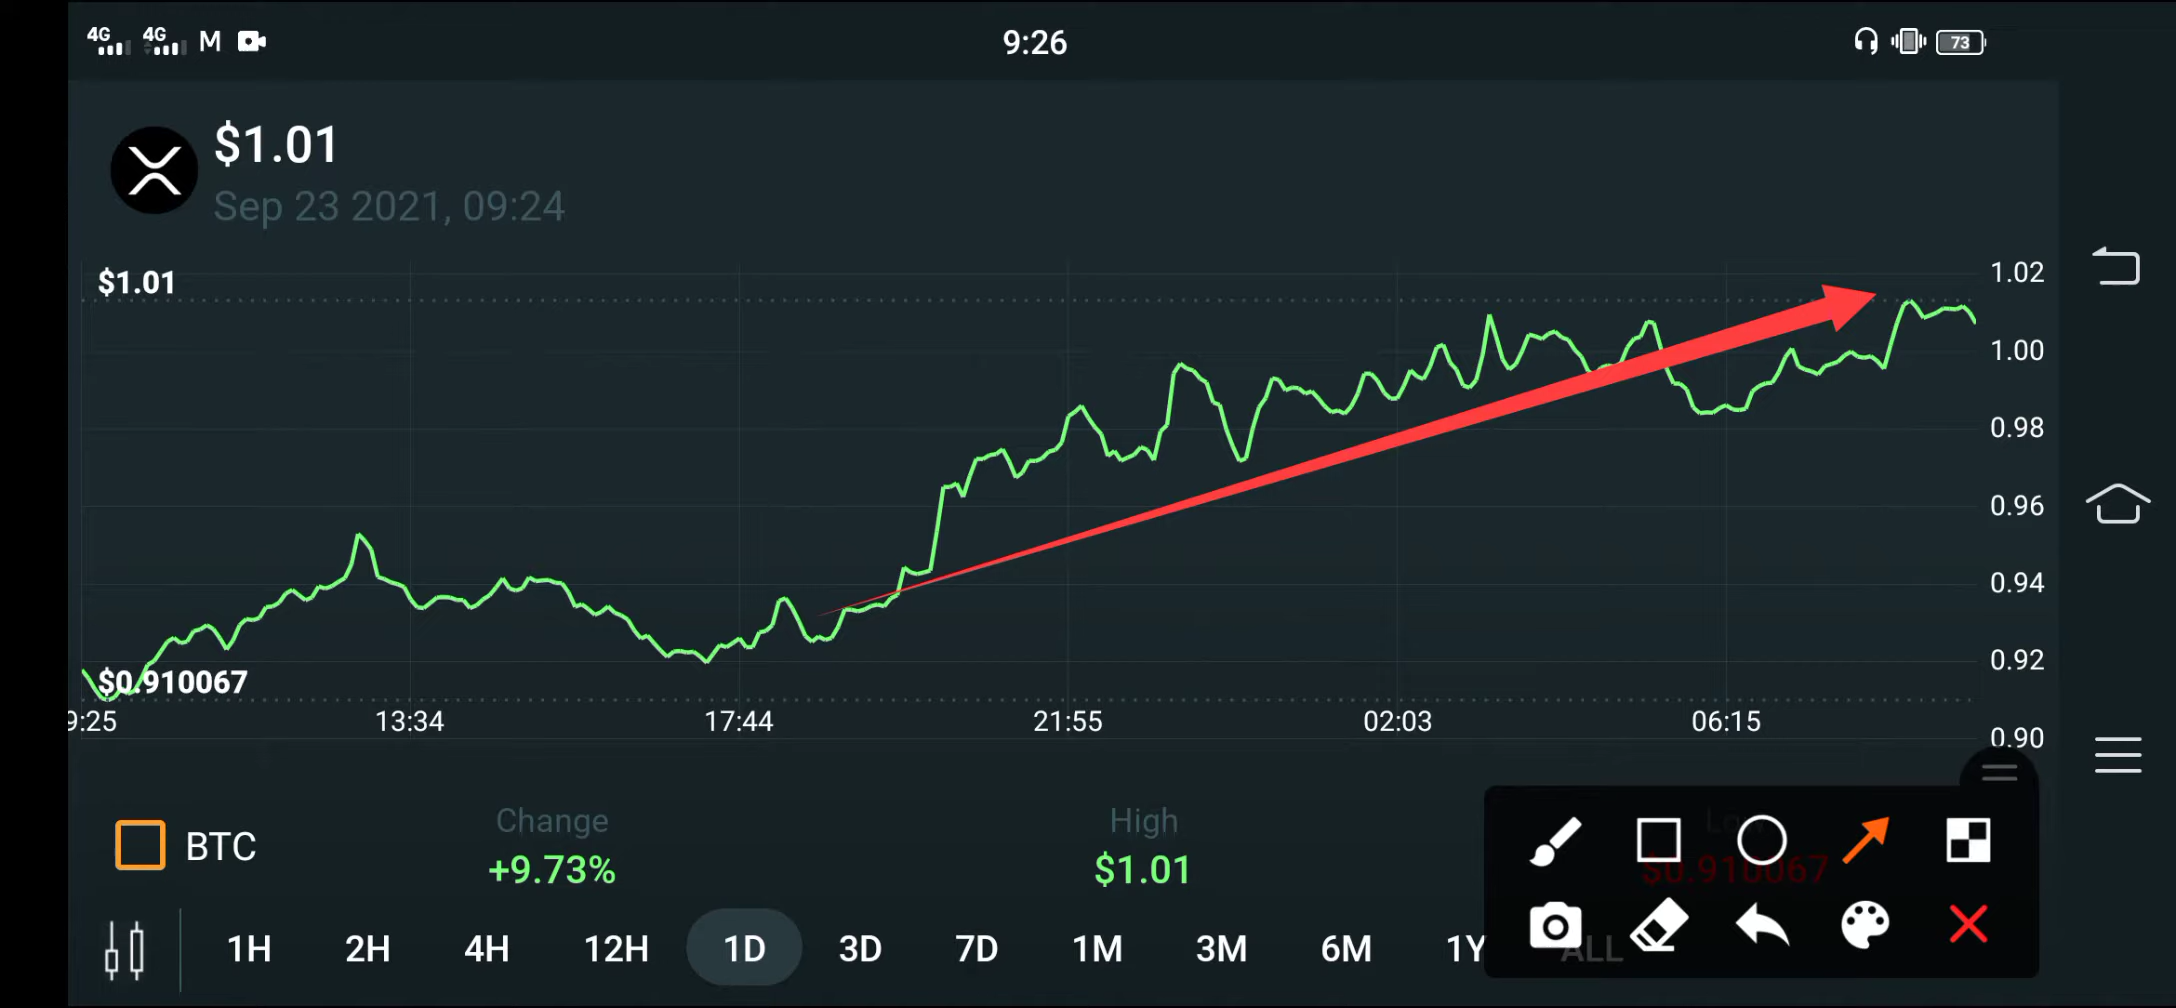 4G 4G M 9:26 73
$1.01
Sep 23 2021, 09:24
$1.01
1.02
1.00
0.98
0.96
0.94
0.92
$0.910067
9:25 13:34 17:44 21:55 02:03 06:15
0.90
BTC
Change
+9.73%
High
$1.01
Lo
$0.910067
1H 2H 4H 12H 1D 3D 7D 1M 3M 6M 1Y ALL